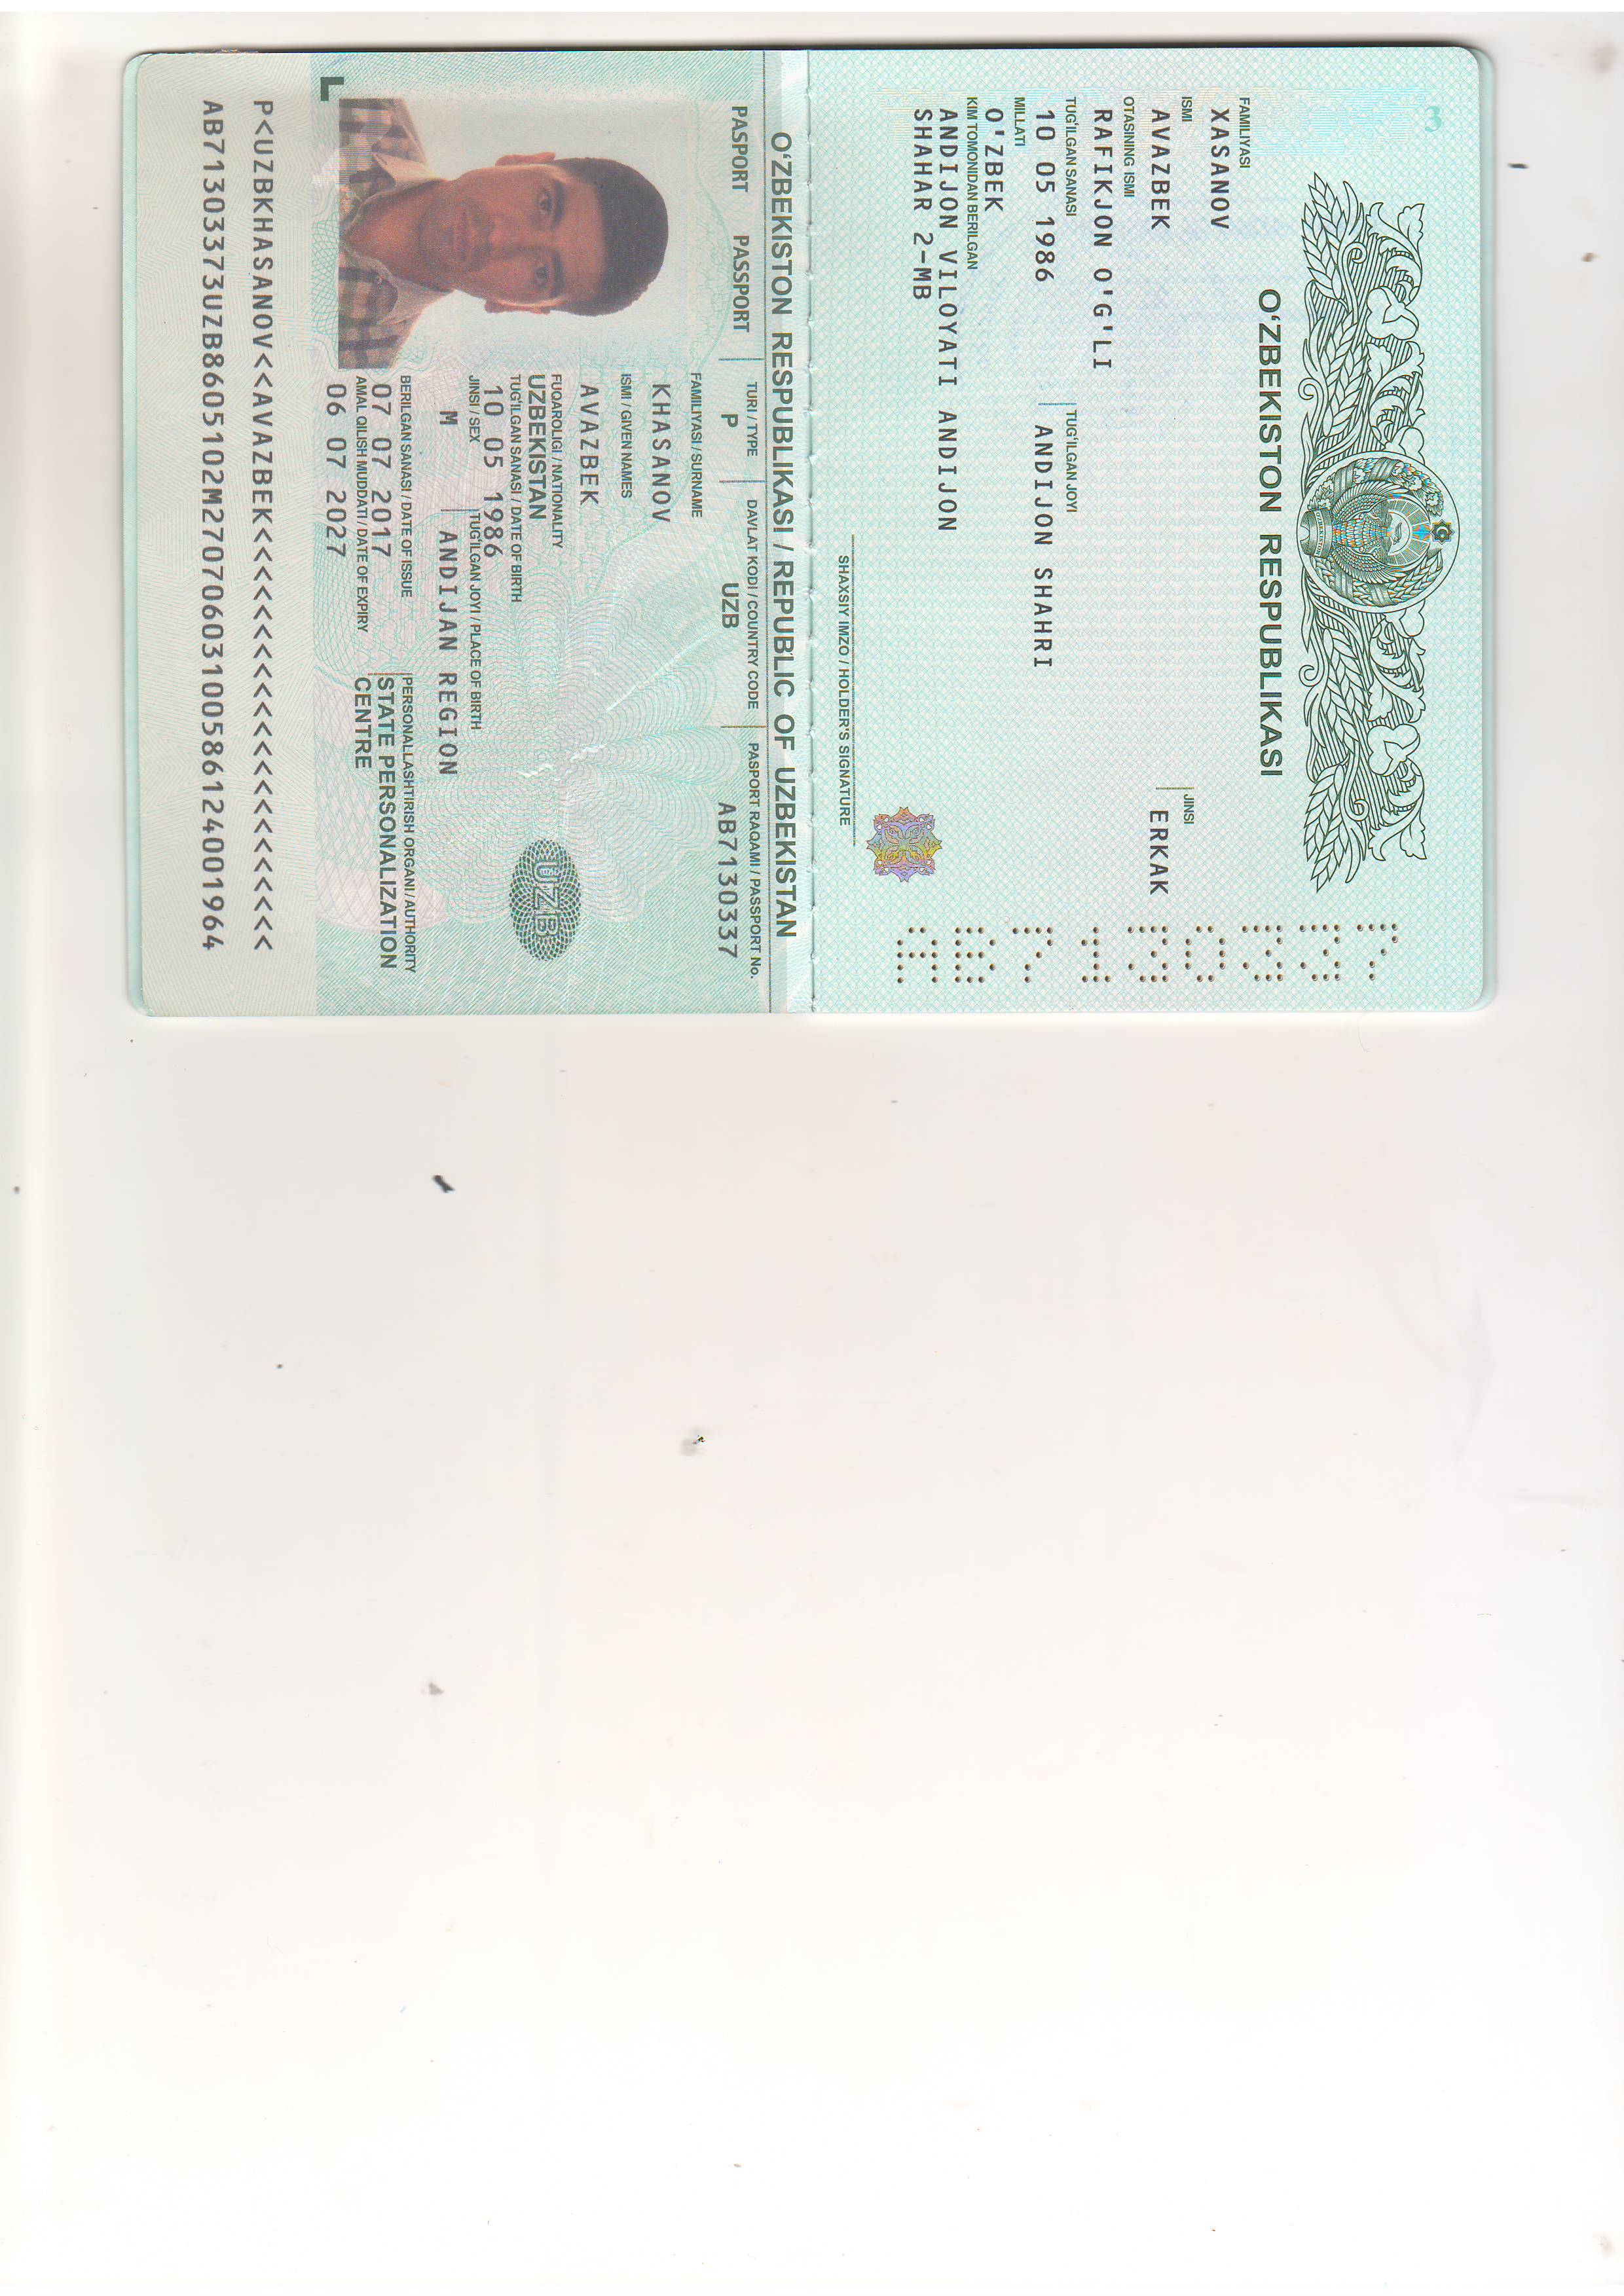 O'ZBEKISTON
3
O‘ZBEKISTON RESPUBLIKASI
FAMILIYASI
XASANOV
ISMI
AVAZBEK
JINSI
ERKAK
OTASINING ISMI
RAFIKJON O'G'LI
TUG‘ILGAN SANASI
10 05 1986
TUG‘ILGAN JOYI
ANDIJON SHAHRI
MILLATI
O'ZBEK
KIM TOMONIDAN BERILGAN
ANDIJON VILOYATI ANDIJON
SHAHAR 2-MB
AB7130337
SHAXSIY IMZO / HOLDER'S SIGNATURE
O‘ZBEKISTON RESPUBLIKASI / REPUBLIC OF UZBEKISTAN
PASPORT PASSPORT
TURI / TYPE
P
DAVLAT KODI / COUNTRY CODE
UZB
PASPORT RAQAMI / PASSPORT No.
AB7130337
FAMILIYASI / SURNAME
KHASANOV
ISMI / GIVEN NAMES
AVAZBEK
FUQAROLIGI / NATIONALITY
UZBEKISTAN
TUG‘ILGAN SANASI / DATE OF BIRTH
10 05 1986
JINSI / SEX
M
TUG‘ILGAN JOYI / PLACE OF BIRTH
ANDIJAN REGION
UZB
BERILGAN SANASI / DATE OF ISSUE
07 07 2017
PERSONALLASHTIRISH ORGANI / AUTHORITY
STATE PERSONALIZATION
CENTRE
AMAL QILISH MUDDATI / DATE OF EXPIRY
06 07 2027
P<UZBKHASANOV<<AVAZBEK<<<<<<<<<<<<<<<<<<<<<<
AB71303373UZB8605102M27070603100586124001964